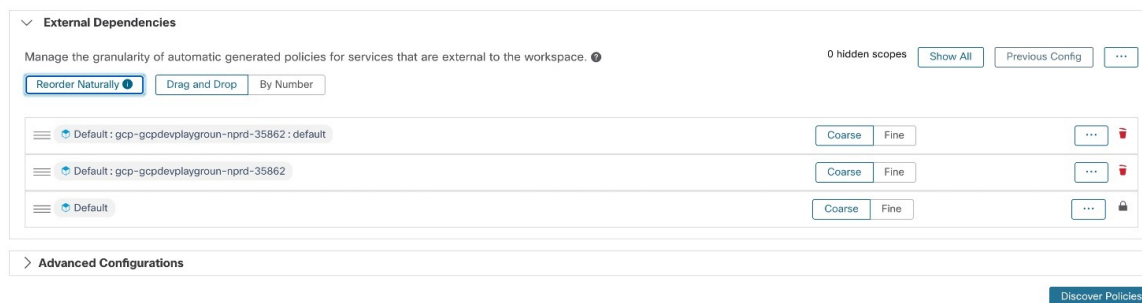 External Dependencies
Manage the granularity of automatic generated policies for services that are external to the workspace.
0 hidden scopes Show All Previous Config ...
Reorder Naturally Drag and Drop By Number
Default : gcp-gcpdevplaygroun-nprd-35862 : default Coarse Fine ...
Default : gcp-gcpdevplaygroun-nprd-35862 Coarse Fine ...
Default Coarse Fine ...
Advanced Configurations
Discover Policies